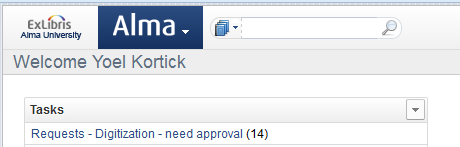 ExLibris
Alma University
Alma
Welcome Yoel Kortick
Tasks
Requests - Digitization - need approval (14)